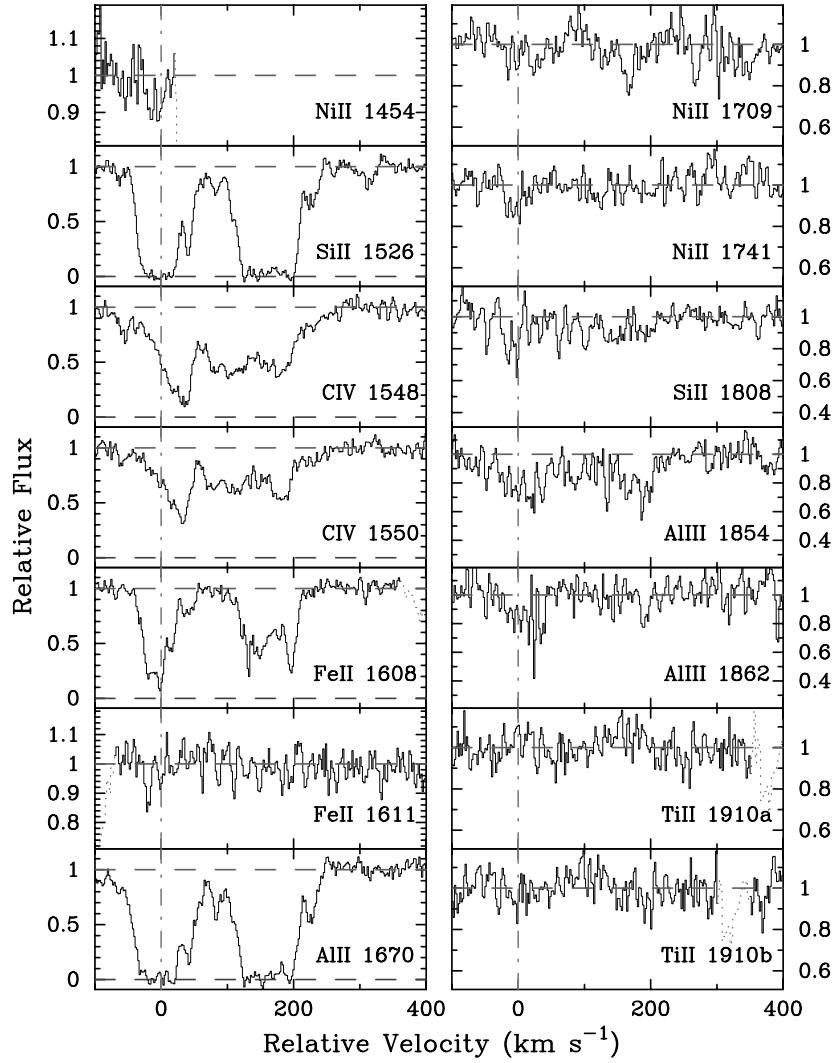 1.1
1
0.9
NiII 1454
1
0.5
0
SiII 1526
1
0.5
0
CIV 1548
1
0.5
0
CIV 1550
1
0.5
0
FeII 1608
1.1
1
0.9
0.8
FeII 1611
1
0.5
0
AlII 1670
0 200 400
NiII 1709
1
0.8
0.6
NiII 1741
1
0.8
0.6
SiII 1808
1
0.8
0.6
0.4
AlIII 1854
1
0.8
0.6
0.4
AlIII 1862
1
0.8
0.6
0.4
TiII 1910a
1
0.8
0.6
TiII 1910b
1
0.8
0.6
0 200 400
Relative Flux
Relative Velocity (km s⁻¹)